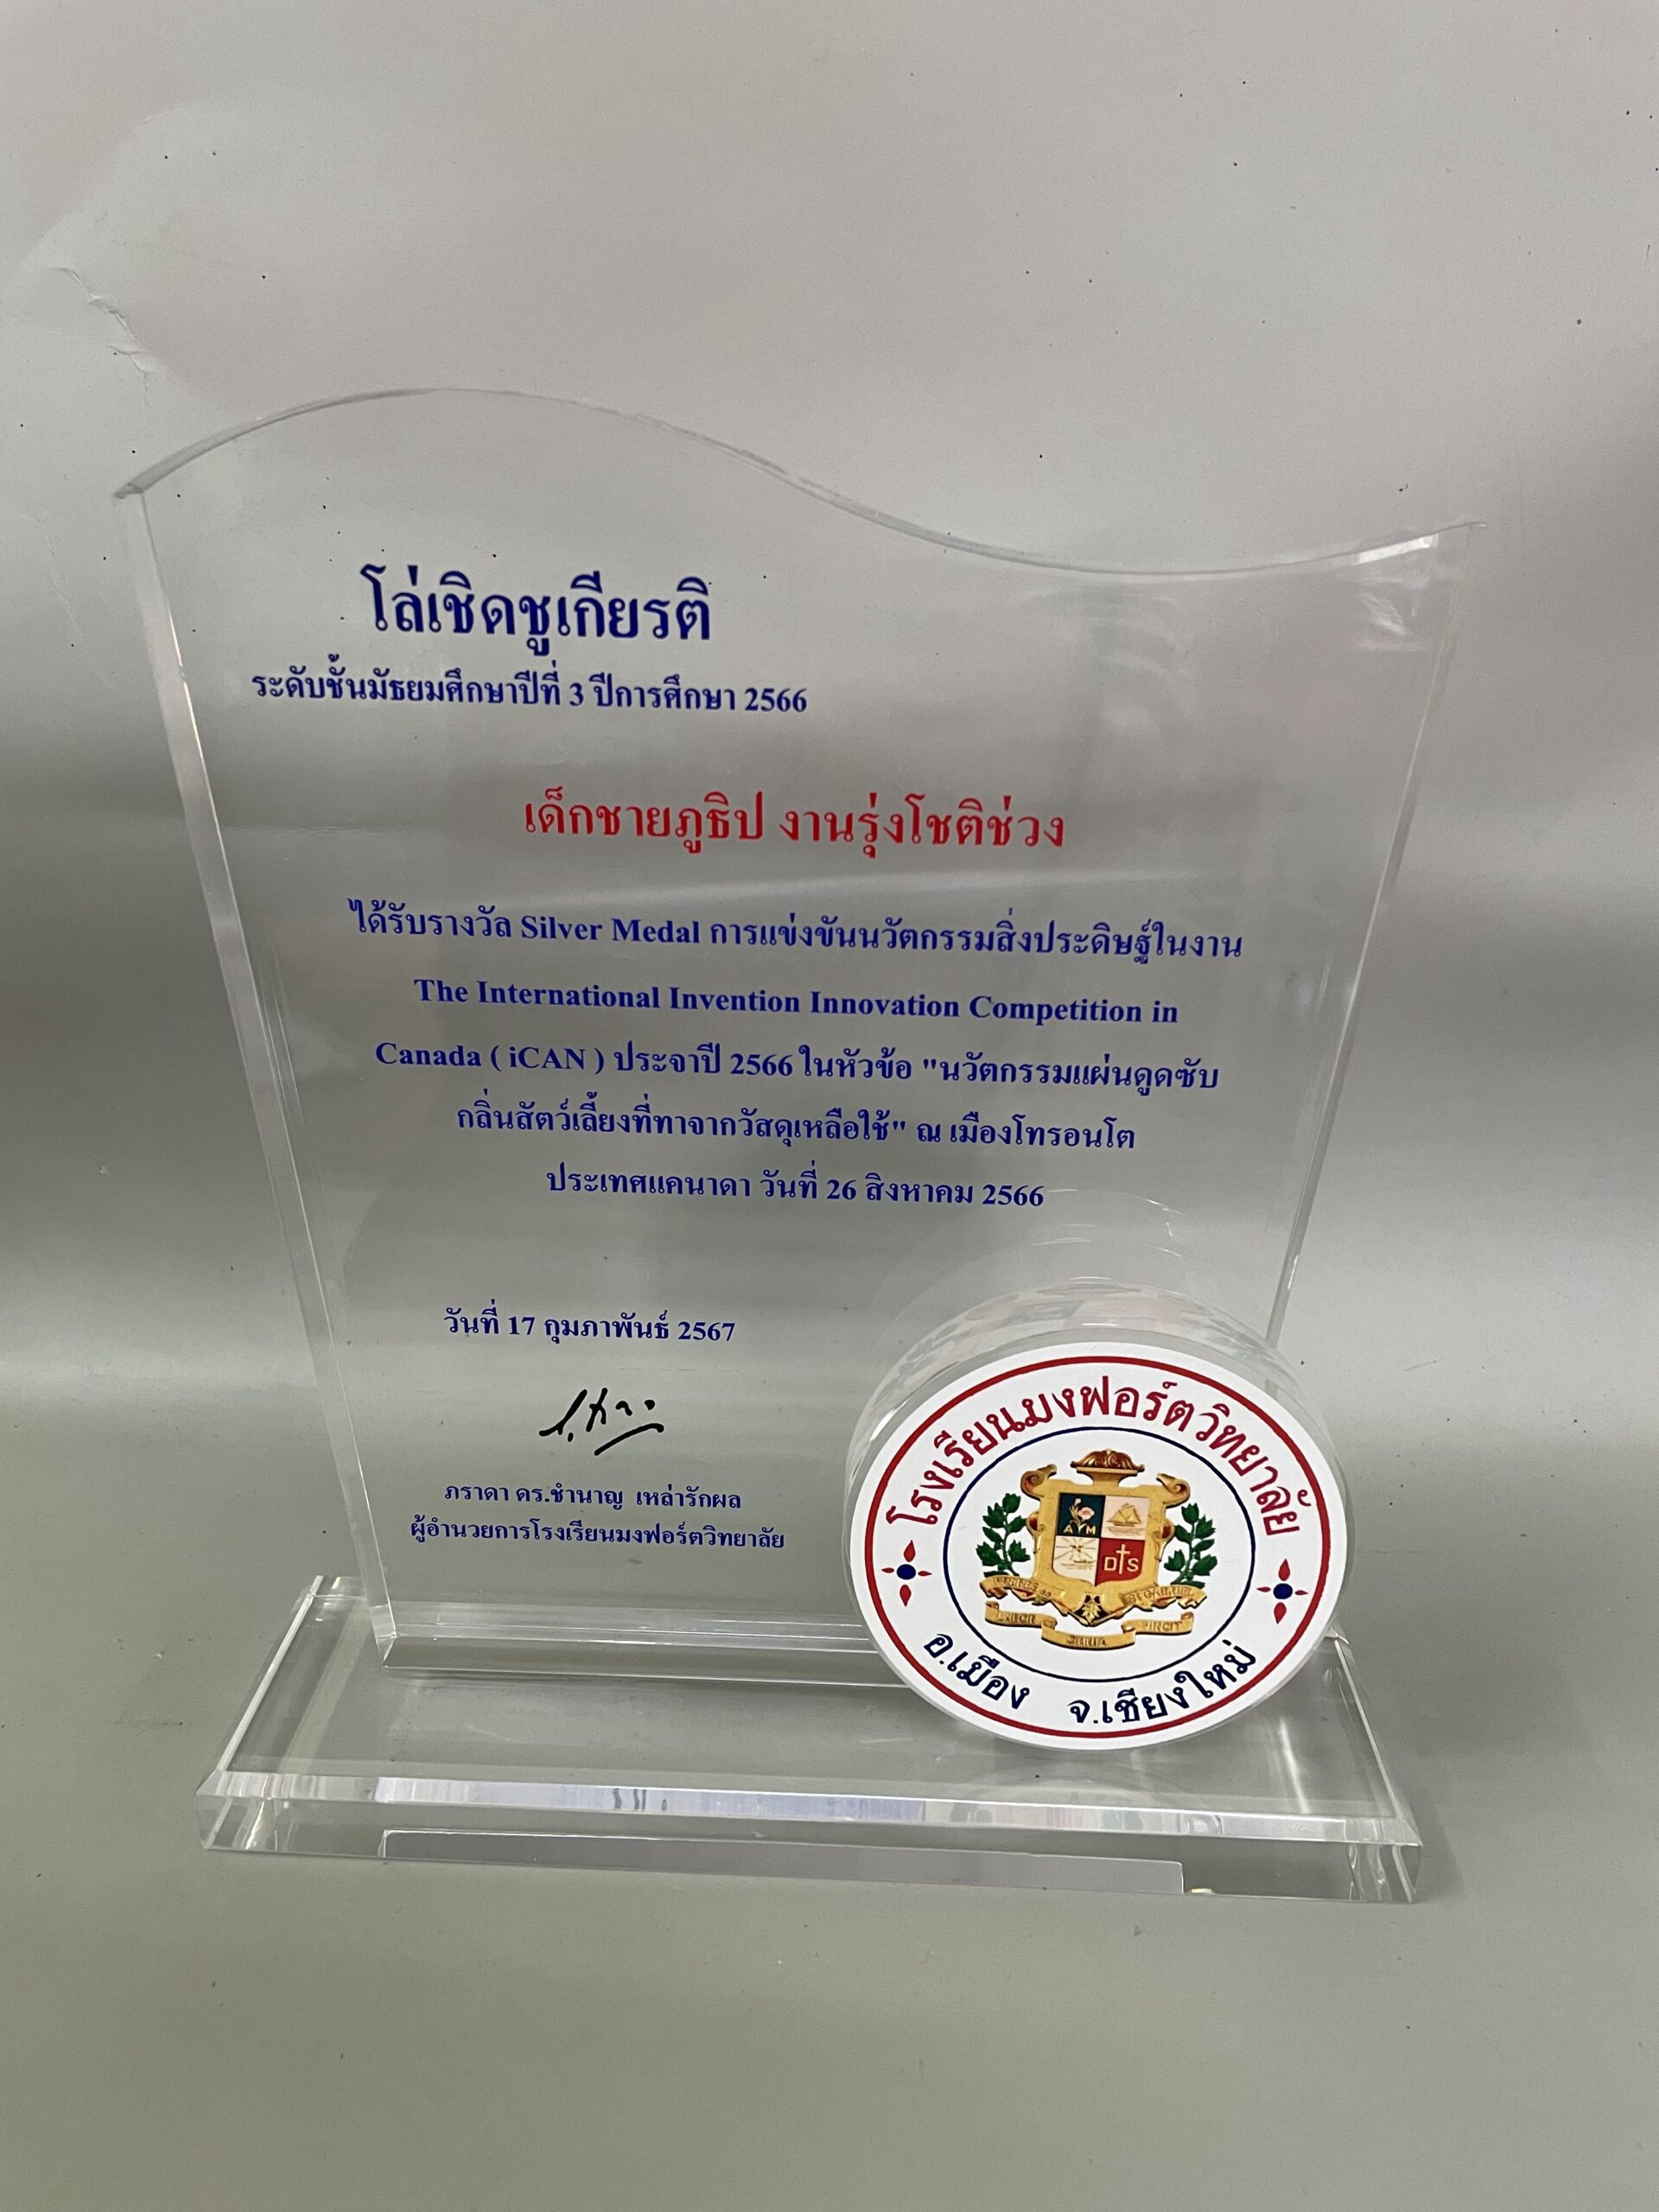 โล่เชิดชูเกียรติ
ระดับชั้นมัธยมศึกษาปีที่ 3 ปีการศึกษา 2566
เด็กชายภูธิป งานรุ่งโชติช่วง
ได้รับรางวัล Silver Medal การแข่งขันนวัตกรรมสิ่งประดิษฐ์ในงาน
The International Invention Innovation Competition in
Canada ( iCAN ) ประจาปี 2566 ในหัวข้อ "นวัตกรรมแผ่นดูดซับ
กลิ่นสัตว์เลี้ยงที่ทาจากวัสดุเหลือใช้" ณ เมืองโทรอนโต
ประเทศแคนาดา วันที่ 26 สิงหาคม 2566
วันที่ 17 กุมภาพันธ์ 2567
ภราดา ดร.ชำนาญ เหล่ารักผล
ผู้อำนวยการโรงเรียนมงฟอร์ตวิทยาลัย
โรงเรียนมงฟอร์ตวิทยาลัย
A M
D S
LABOR OMNIA VINCIT
อ.เมือง จ.เชียงใหม่